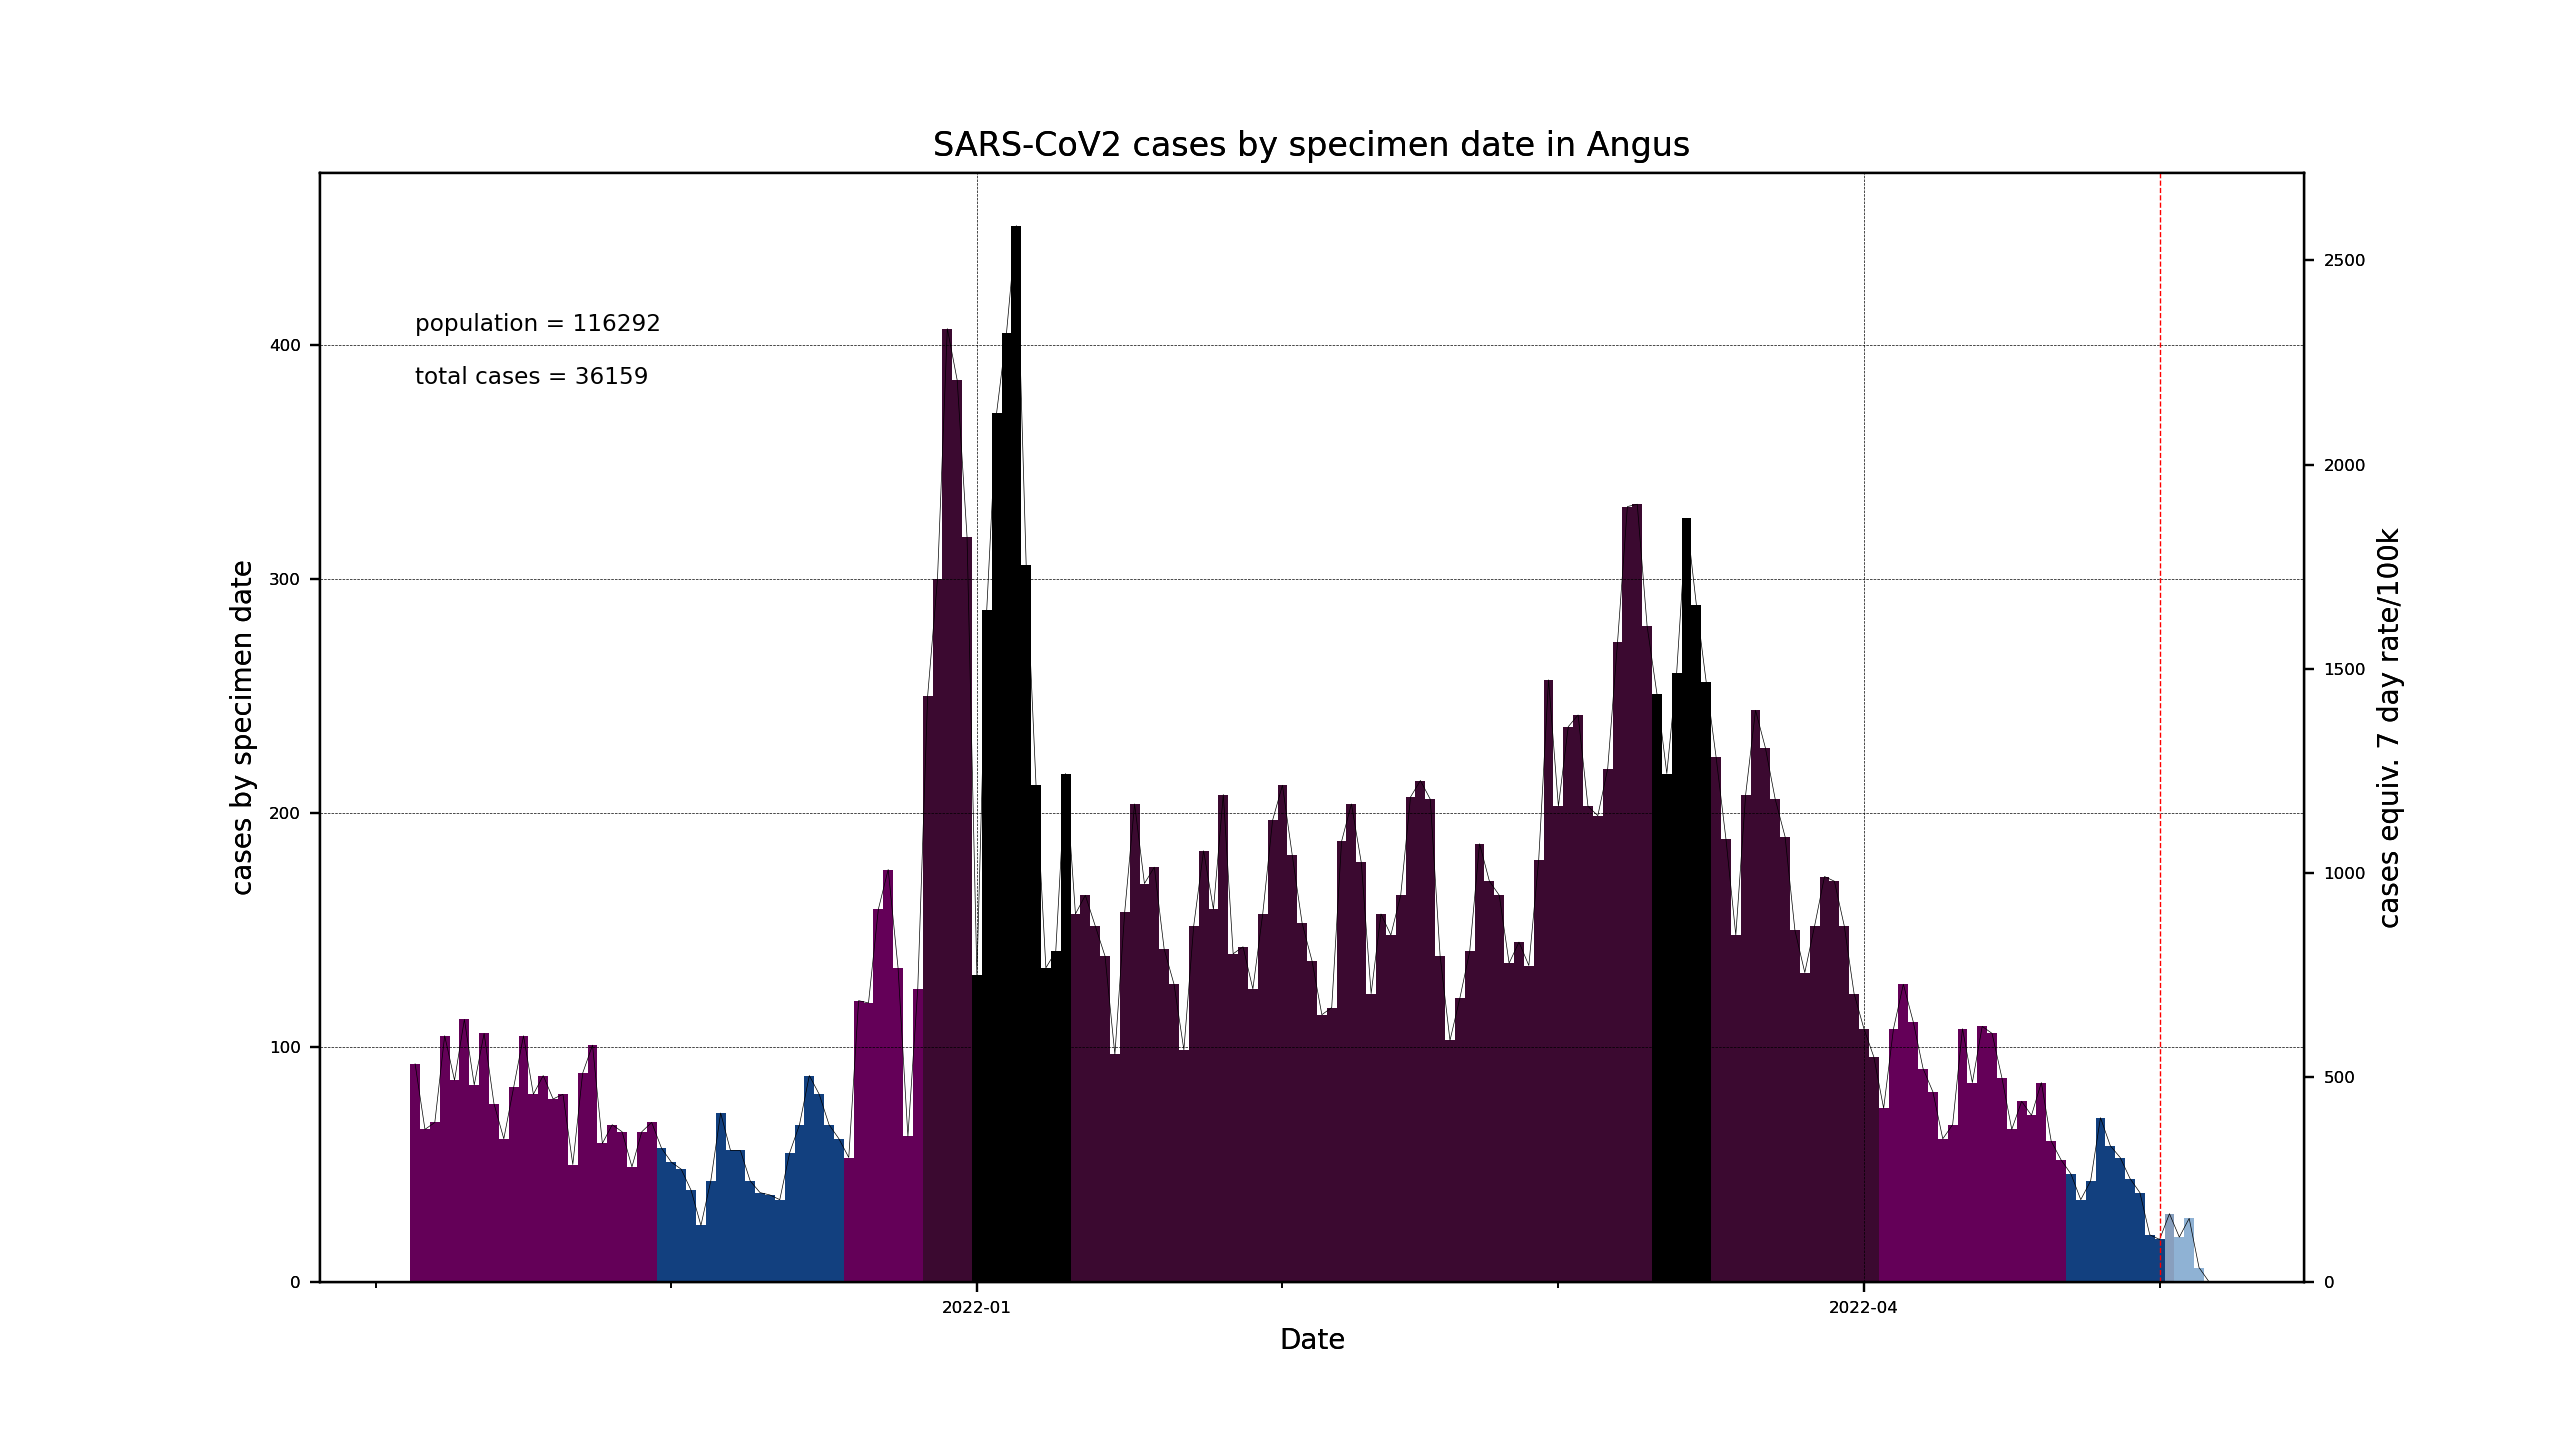 SARS-CoV2 cases by specimen date in Angus
population = 116292
total cases = 36159
cases by specimen date
400
300
200
100
0
2500
2000
1500
1000
500
0
cases equiv. 7 day rate/100k
2022-01
2022-04
Date